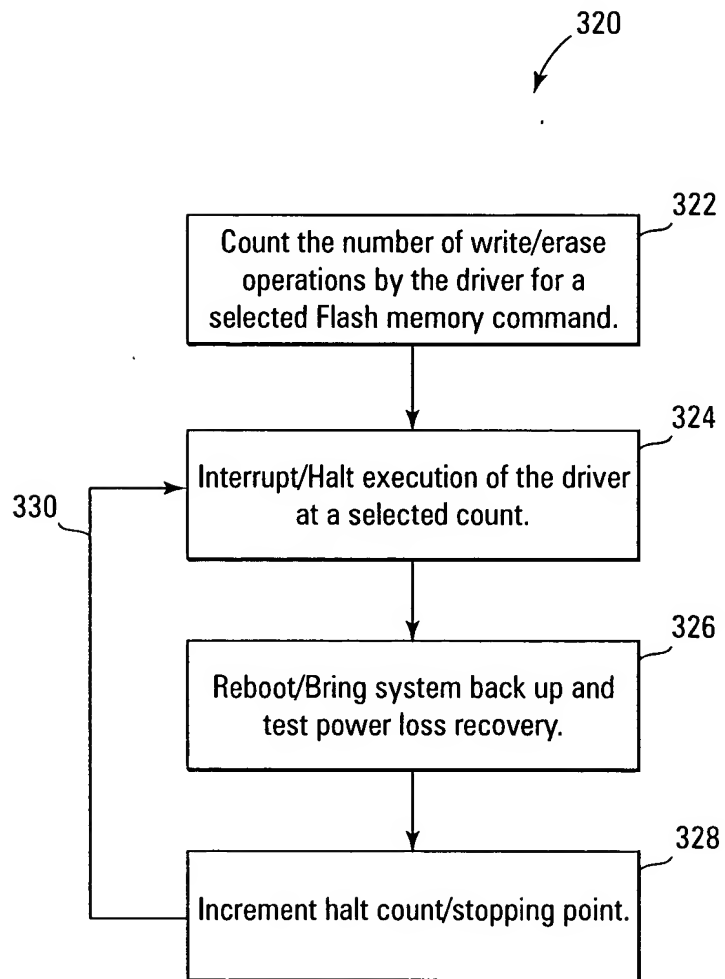 320
322
Count the number of write/erase
operations by the driver for a
selected Flash memory command.
324
Interrupt/Halt execution of the driver
at a selected count.
330
326
Reboot/Bring system back up and
test power loss recovery.
328
Increment halt count/stopping point.